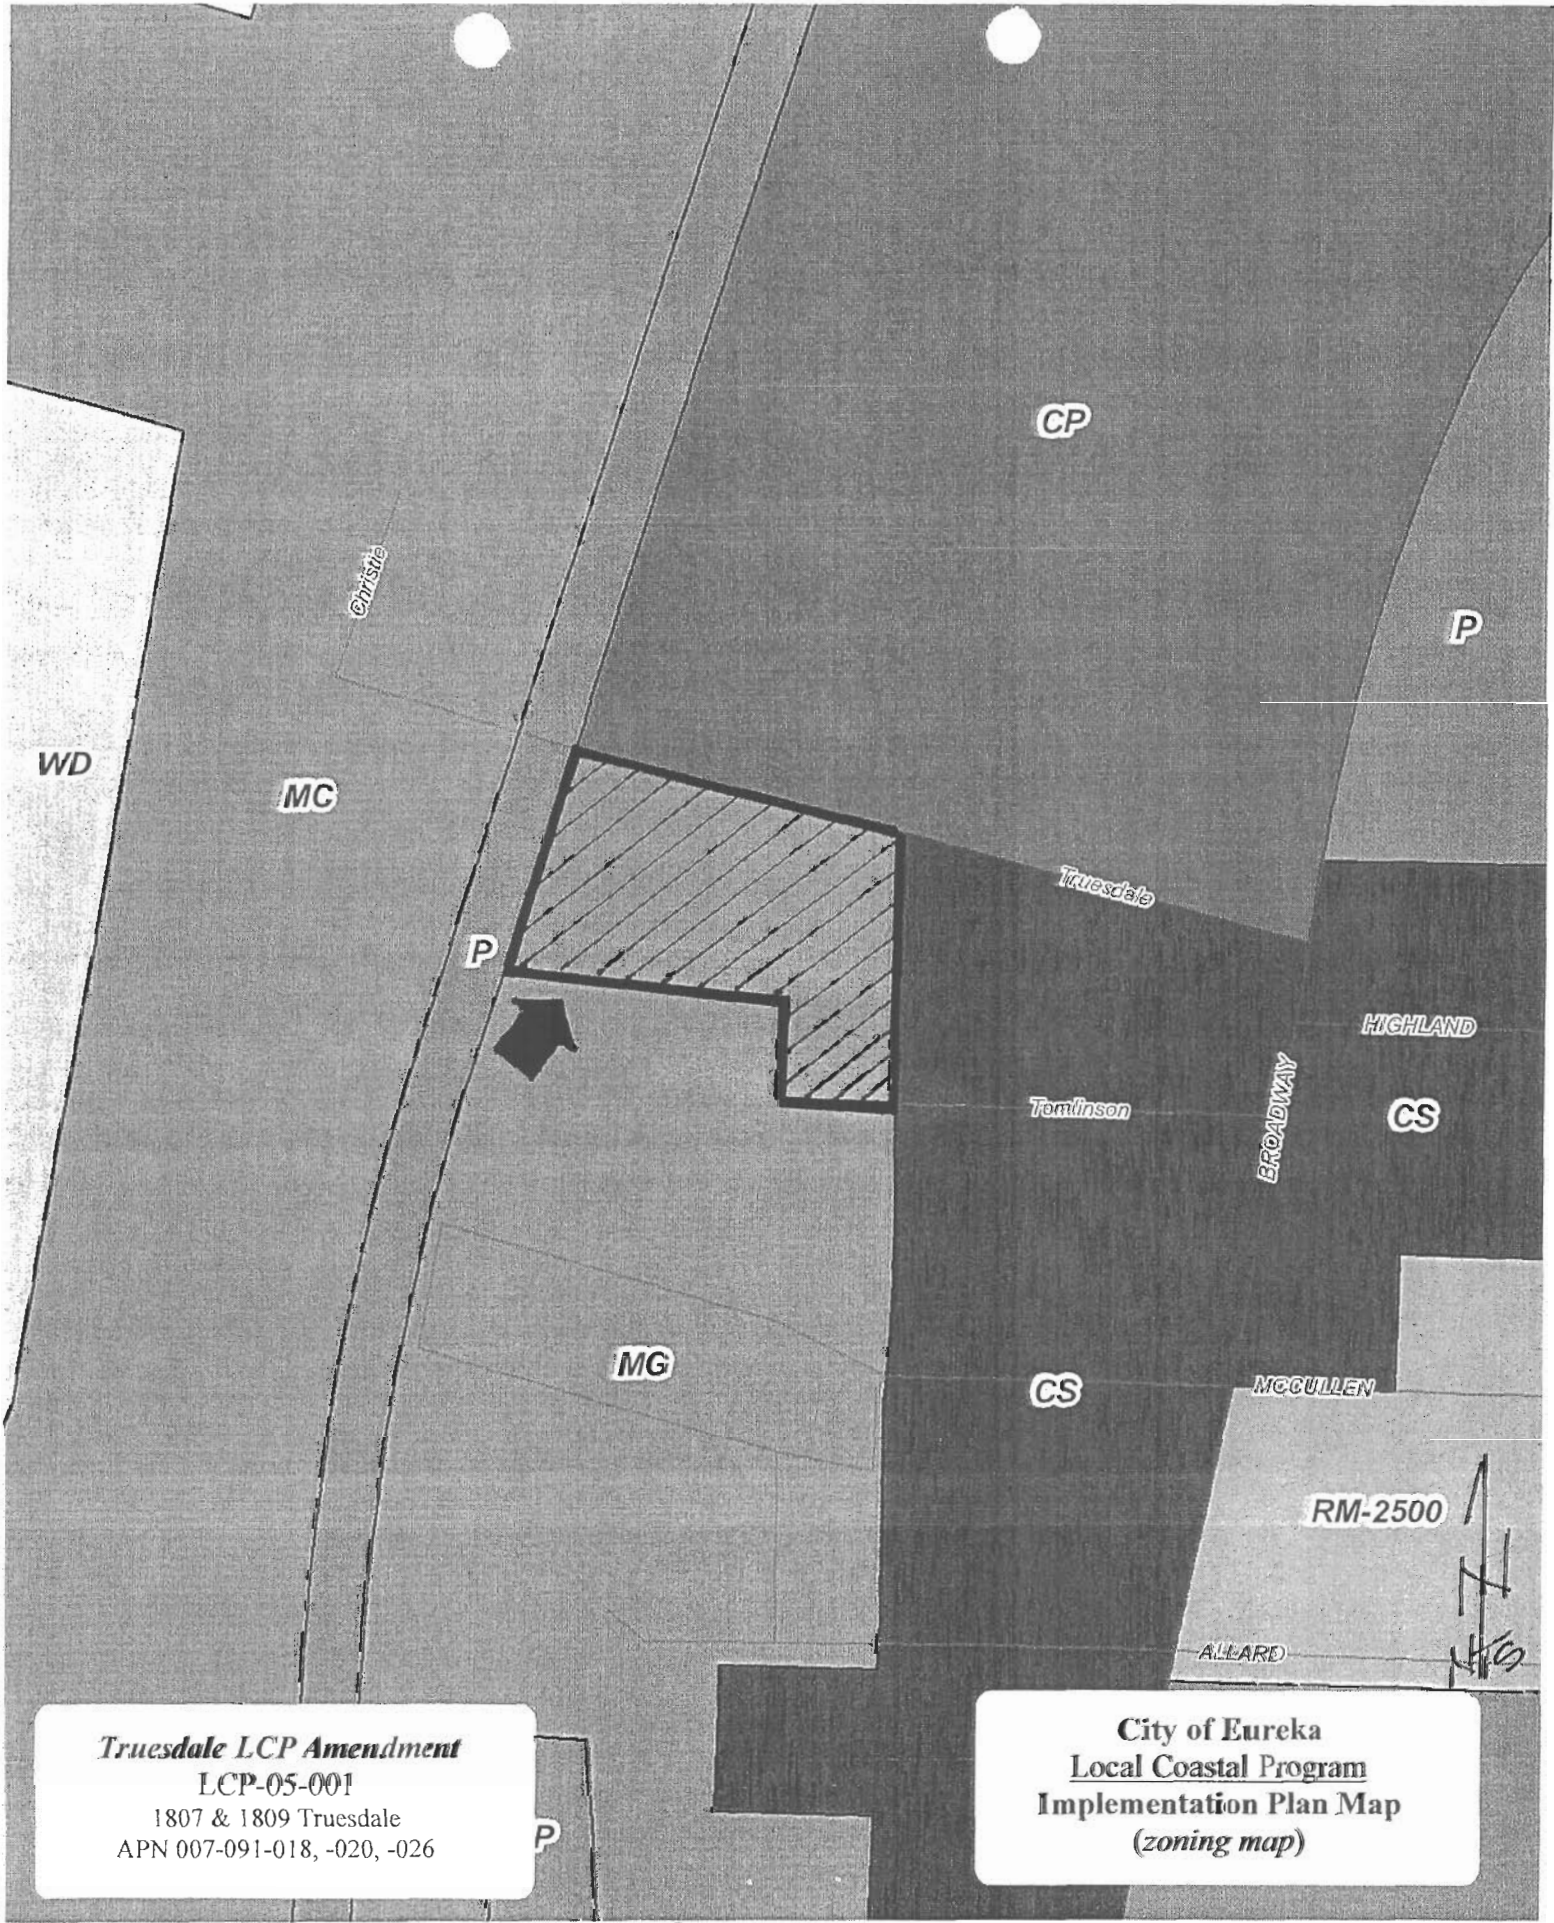 CP
P
Christie
WD
MC
Truesdale
P
HIGHLAND
Tomlinson
BROADWAY
CS
MG
CS
MCCULLEN
RM-2500
N
ALLARD
Truesdale LCP Amendment
LCP-05-001
1807 & 1809 Truesdale
APN 007-091-018, -020, -026
P
City of Eureka
Local Coastal Program
Implementation Plan Map
(zoning map)